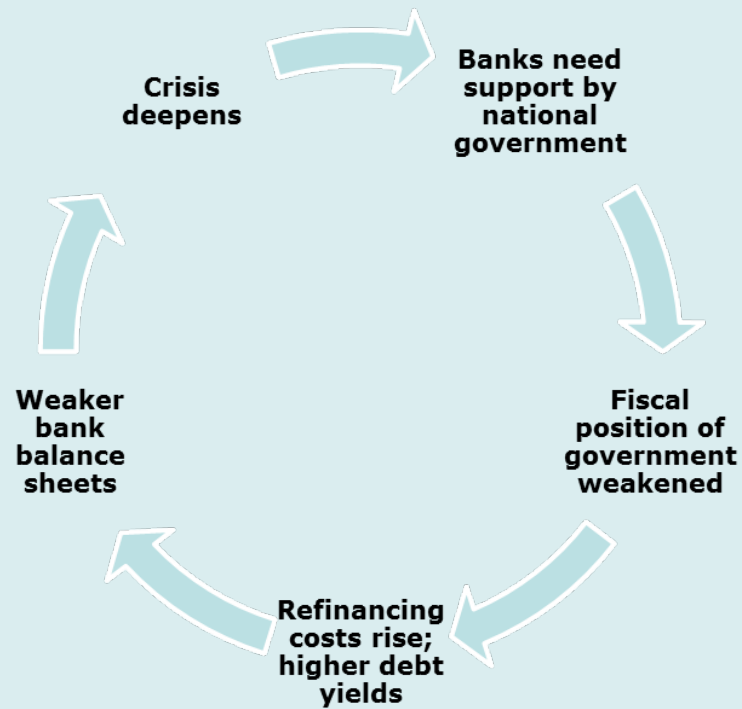 Crisis
deepens
Banks need
support by
national
government
Fiscal
position of
government
weakened
Refinancing
costs rise;
higher debt
yields
Weaker
bank
balance
sheets